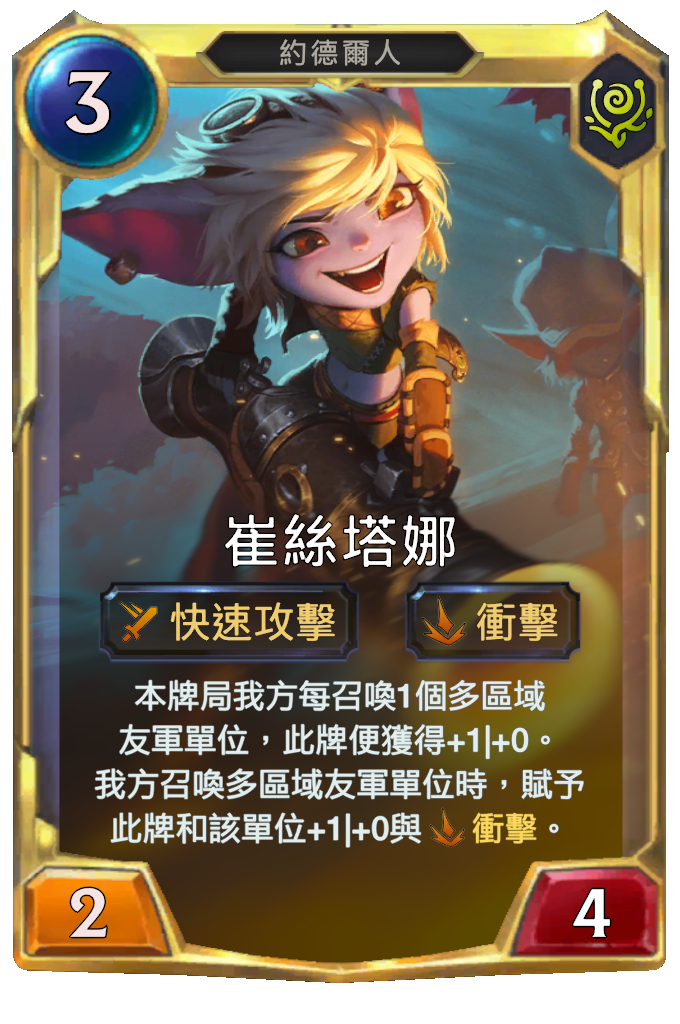 約德爾人
3
崔絲塔娜
快速攻擊 衝擊
本牌局我方每召喚1個多區域
友軍單位，此牌便獲得+1|+0。
我方召喚多區域友軍單位時，賦予
此牌和該單位+1|+0與衝擊。
2 4